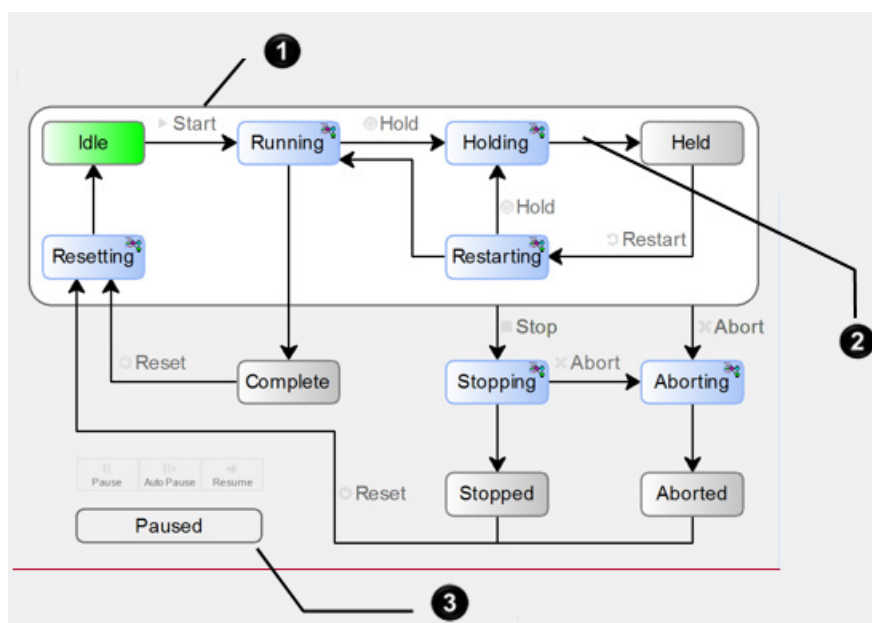 1
Start
Hold
Idle
Running
Holding
Held
Hold
Restart
Resetting
Restarting
2
Stop
Abort
Reset
Abort
Complete
Stopping
Aborting
Pause
Auto Pause
Resume
Reset
Stopped
Aborted
Paused
3